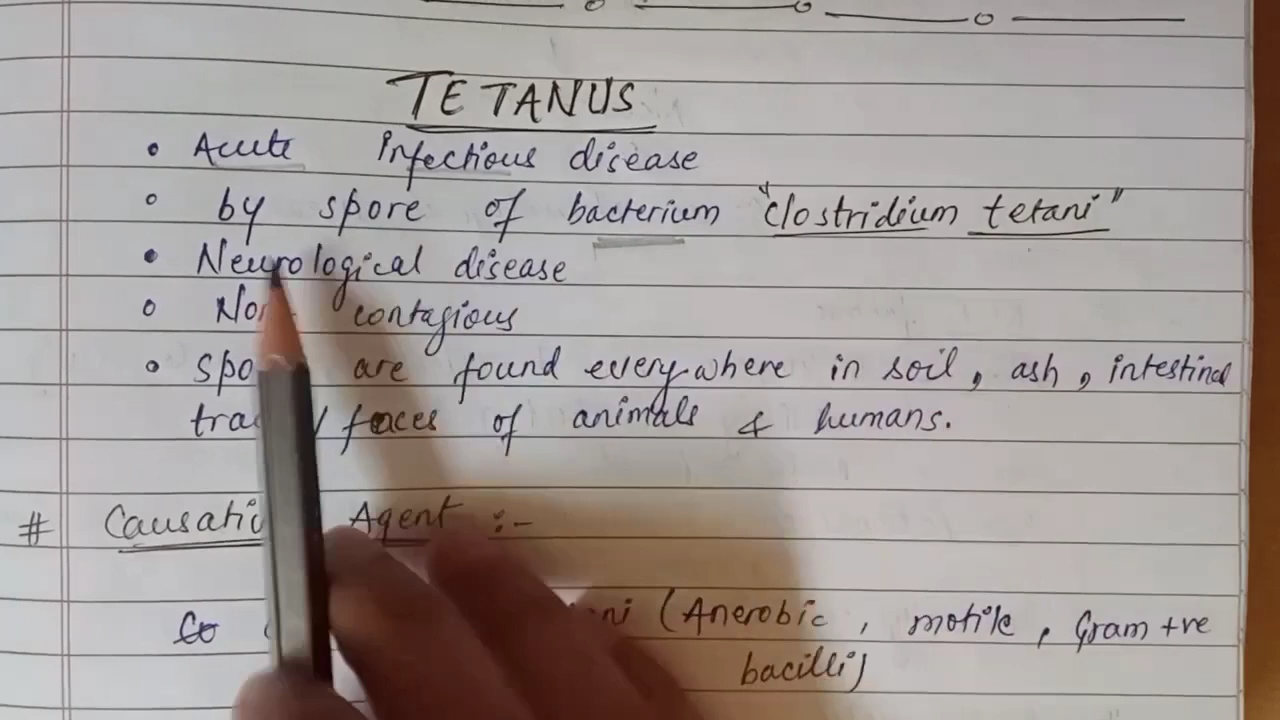 TETANUS
• Acute Infectious disease
• by spore of bacterium "Clostridium tetani"
• Neurological disease
• contagious
• are found everywhere in soil, ash, intestinal
faces of animals & humans.
# Agent :-
(Anerobic, motile, Gram +ve
bacilli)